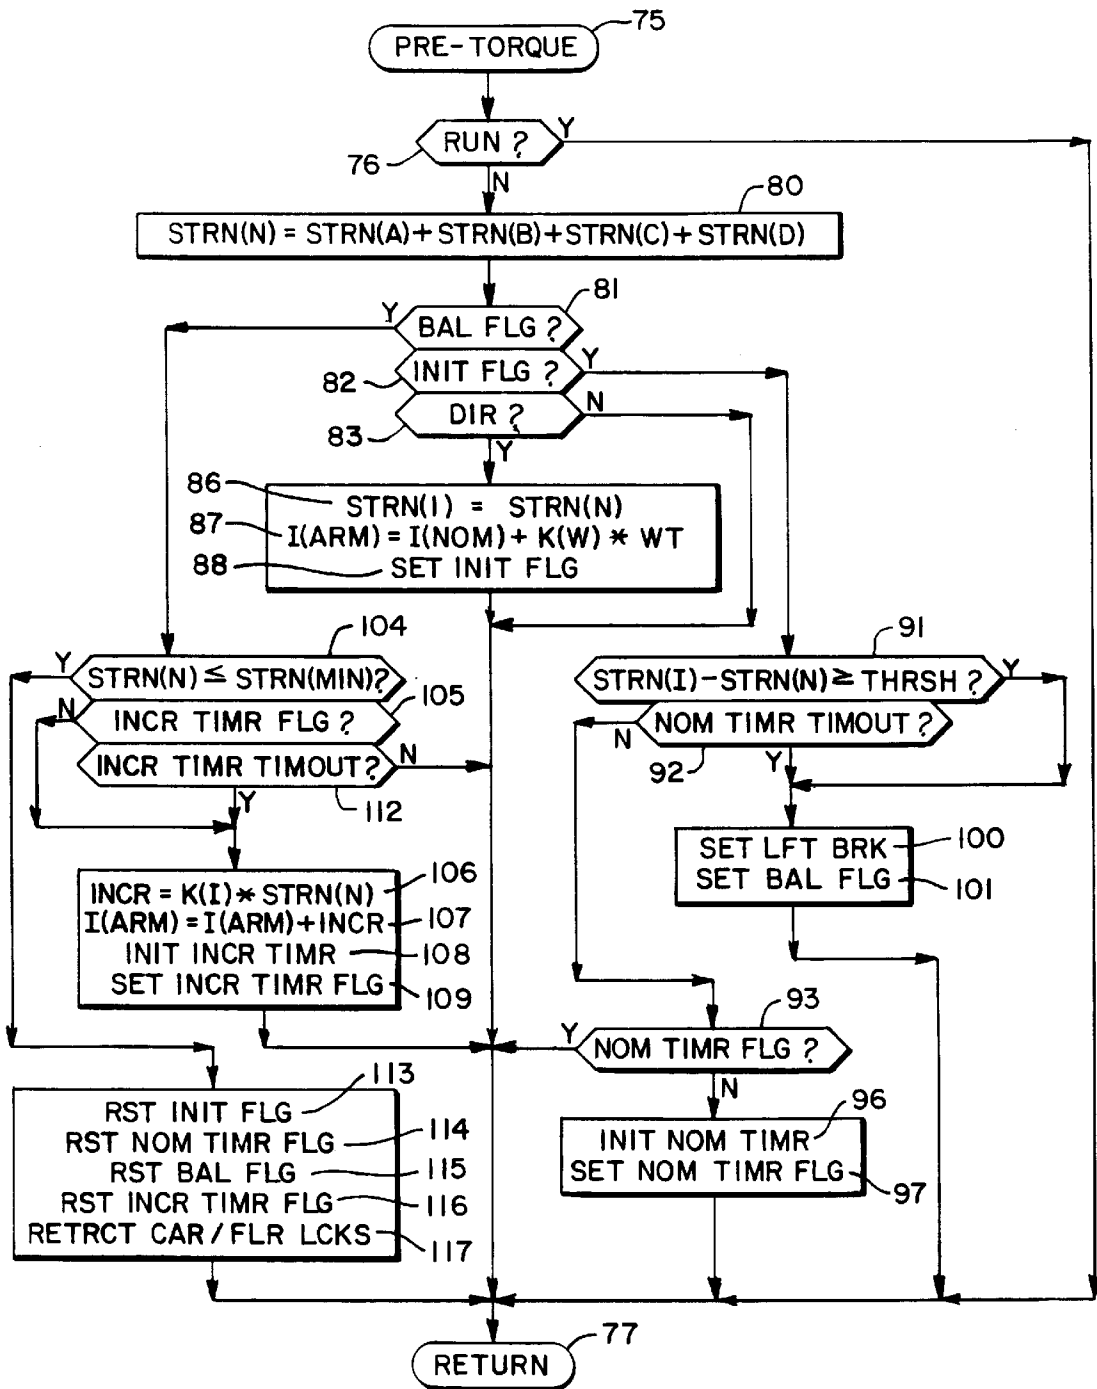 PRE-TORQUE
75
RUN ?
Y
76
N
80
STRN(N) = STRN(A)+STRN(B)+STRN(C)+STRN(D)
81
Y
BAL FLG ?
INIT FLG ?
Y
82
DIR ?
N
83
Y
86
STRN(I) = STRN(N)
87
I(ARM) = I(NOM) + K(W) * WT
88
SET INIT FLG
104
Y
STRN(N) ≤ STRN(MIN)?
105
N
INCR TIMR FLG ?
INCR TIMR TIMOUT?
N
112
Y
91
STRN(I)-STRN(N) ≥ THRSH ?
Y
NOM TIMR TIMOUT ?
N
92
Y
SET LFT BRK
100
SET BAL FLG
101
INCR = K(I)* STRN(N)
106
I(ARM) = I(ARM)+INCR
107
INIT INCR TIMR
108
SET INCR TIMR FLG
109
93
Y
NOM TIMR FLG ?
N
96
INIT NOM TIMR
SET NOM TIMR FLG
97
113
RST INIT FLG
RST NOM TIMR FLG
114
RST BAL FLG
115
RST INCR TIMR FLG
116
RETRCT CAR/FLR LCKS
117
77
RETURN